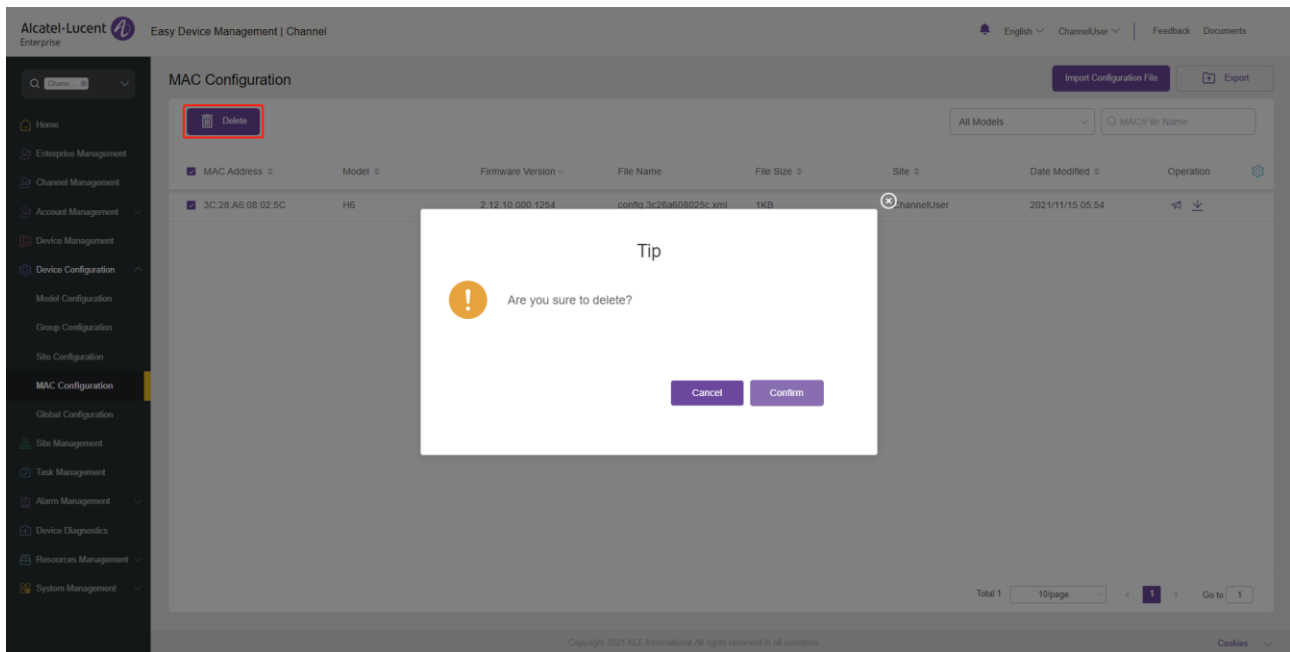 Alcatel·Lucent
Enterprise
Easy Device Management | Channel
English
ChannelUser
Feedback
Documents
Chann...
MAC Configuration
Import Configuration File
Export
Delete
All Models
MAC/File Name
Home
Enterprise Management
Channel Management
Account Management
Device Management
Device Configuration
Model Configuration
Group Configuration
Site Configuration
MAC Configuration
Global Configuration
Site Management
Task Management
Alarm Management
Device Diagnostics
Resources Management
System Management
MAC Address Model Firmware Version File Name File Size Site Date Modified Operation
3C:28:A6:08:02:5C H6 2.12.10.000.1254 config.3c28a608025c.xml 1KB ChannelUser 2021/11/15 05:54
Tip
Are you sure to delete?
Cancel
Confirm
Total 1 10/page < 1 > Go to 1
Copyright 2021 ALE International All rights reserved in all countries
Cookies